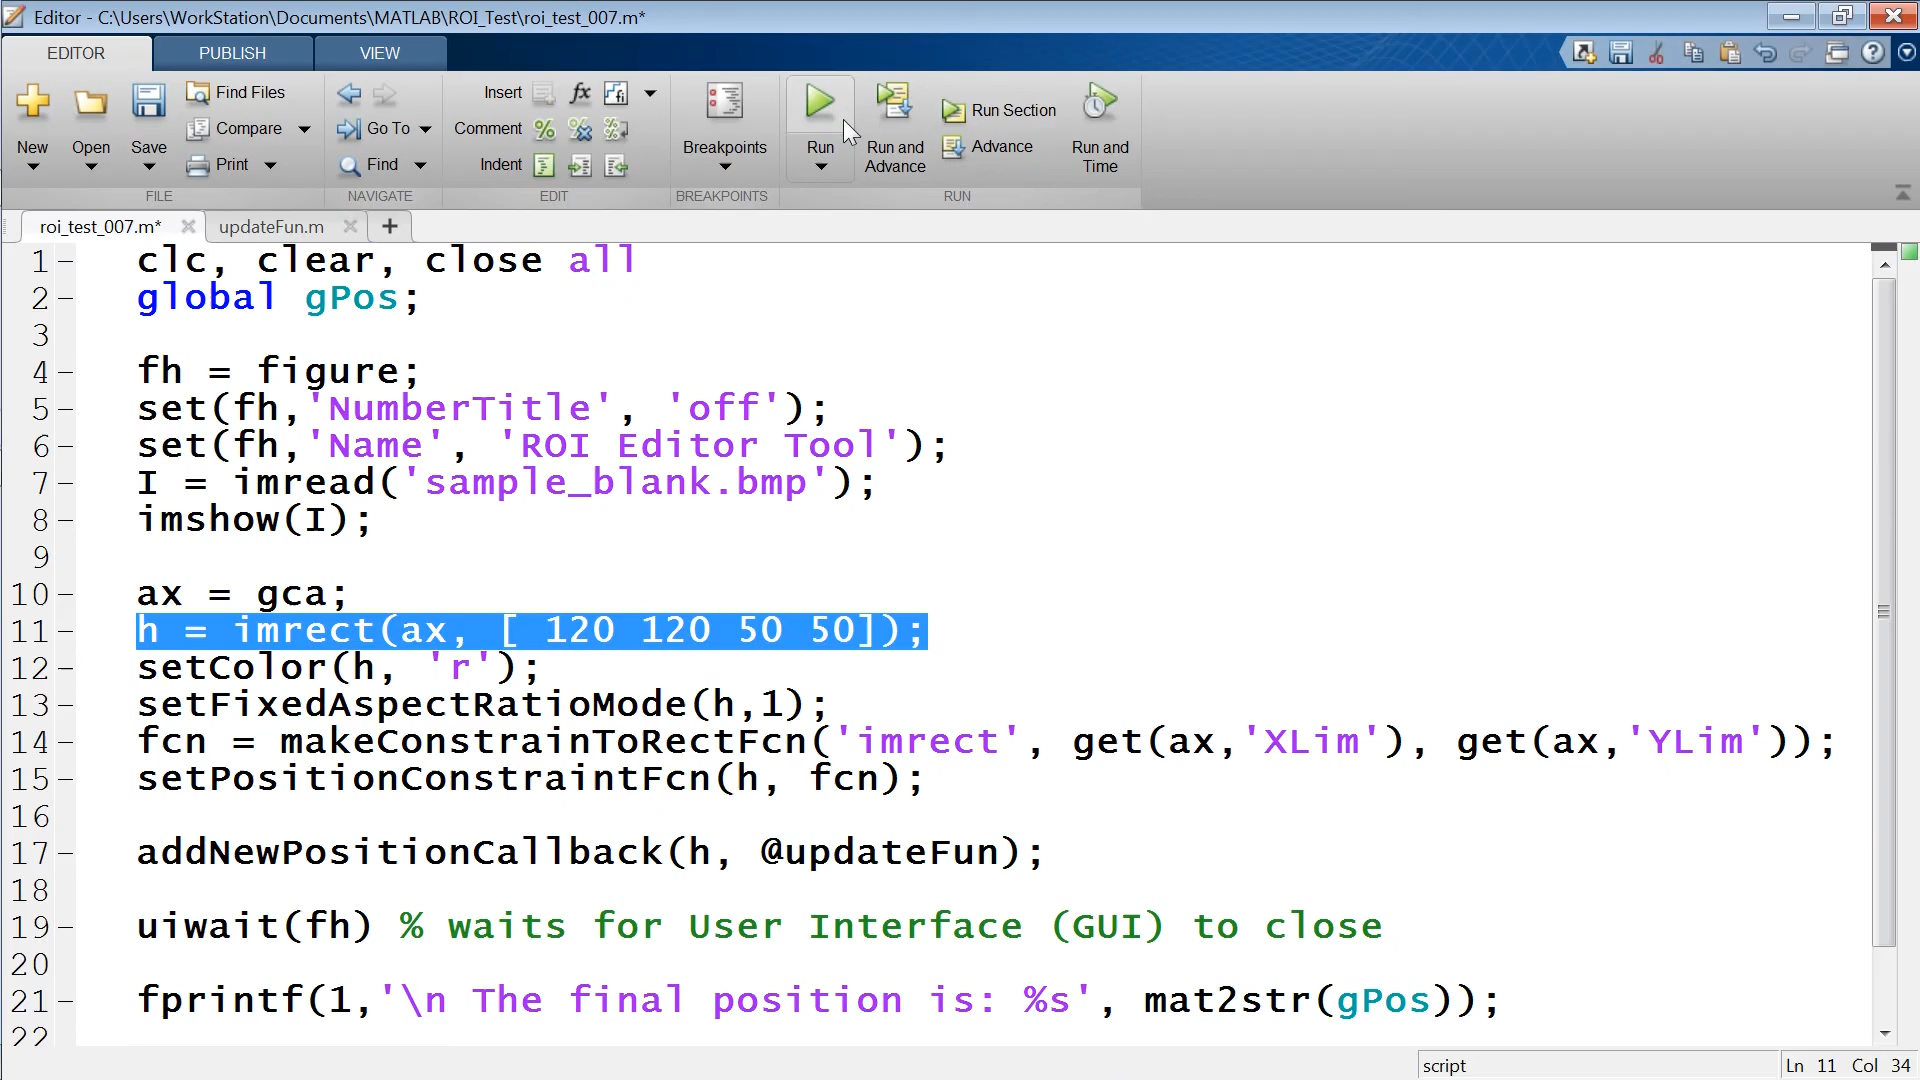 Editor - C:\Users\WorkStation\Documents\MATLAB\ROI_Test\roi_test_007.m*
EDITOR PUBLISH VIEW
New Open Save Find Files Compare Print
FILE
Go To Find
NAVIGATE
Insert fx
Comment
Indent
EDIT
Breakpoints
BREAKPOINTS
Run Run and Advance Run Section Advance Run and Time
RUN
roi_test_007.m* updateFun.m +
1 clc, clear, close all
2 global gPos;
3
4 fh = figure;
5 set(fh,'NumberTitle', 'off');
6 set(fh,'Name', 'ROI Editor Tool');
7 I = imread('sample_blank.bmp');
8 imshow(I);
9
10 ax = gca;
11 h = imrect(ax, [ 120 120 50 50]);
12 setColor(h, 'r');
13 setFixedAspectRatioMode(h,1);
14 fcn = makeConstrainToRectFcn('imrect', get(ax,'XLim'), get(ax,'YLim'));
15 setPositionConstraintFcn(h, fcn);
16
17 addNewPositionCallback(h, @updateFun);
18
19 uiwait(fh) % waits for User Interface (GUI) to close
20
21 fprintf(1,'\n The final position is: %s', mat2str(gPos));
22
script Ln 11 Col 34